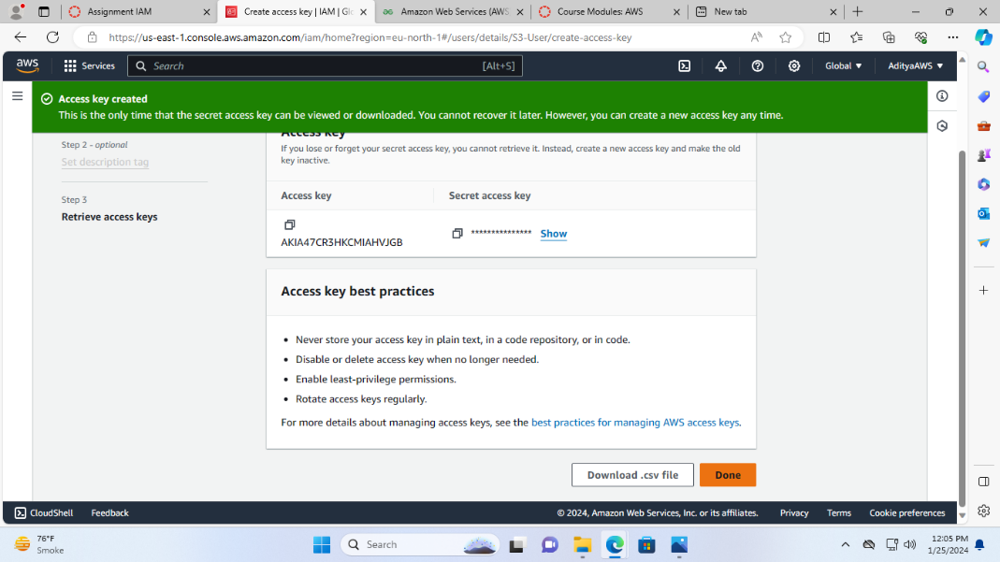 Assignment IAM
Create access key | IAM | Glo
Amazon Web Services (AWS
Course Modules: AWS
New tab
https://us-east-1.console.aws.amazon.com/iam/home?region=eu-north-1#/users/details/S3-User/create-access-key
aws
Services
Search
[Alt+S]
Global
AdityaAWS
Access key created
This is the only time that the secret access key can be viewed or downloaded. You cannot recover it later. However, you can create a new access key any time.
Step 2 - optional
Set description tag
Step 3
Retrieve access keys
Access key
If you lose or forget your secret access key, you cannot retrieve it. Instead, create a new access key and make the old
key inactive.
Access key
Secret access key
AKIA47CR3HKCMIAHVJGB
*************** Show
Access key best practices
• Never store your access key in plain text, in a code repository, or in code.
• Disable or delete access key when no longer needed.
• Enable least-privilege permissions.
• Rotate access keys regularly.
For more details about managing access keys, see the best practices for managing AWS access keys.
Download .csv file
Done
CloudShell
Feedback
© 2024, Amazon Web Services, Inc. or its affiliates.
Privacy
Terms
Cookie preferences
76°F
Smoke
Search
12:05 PM
1/25/2024